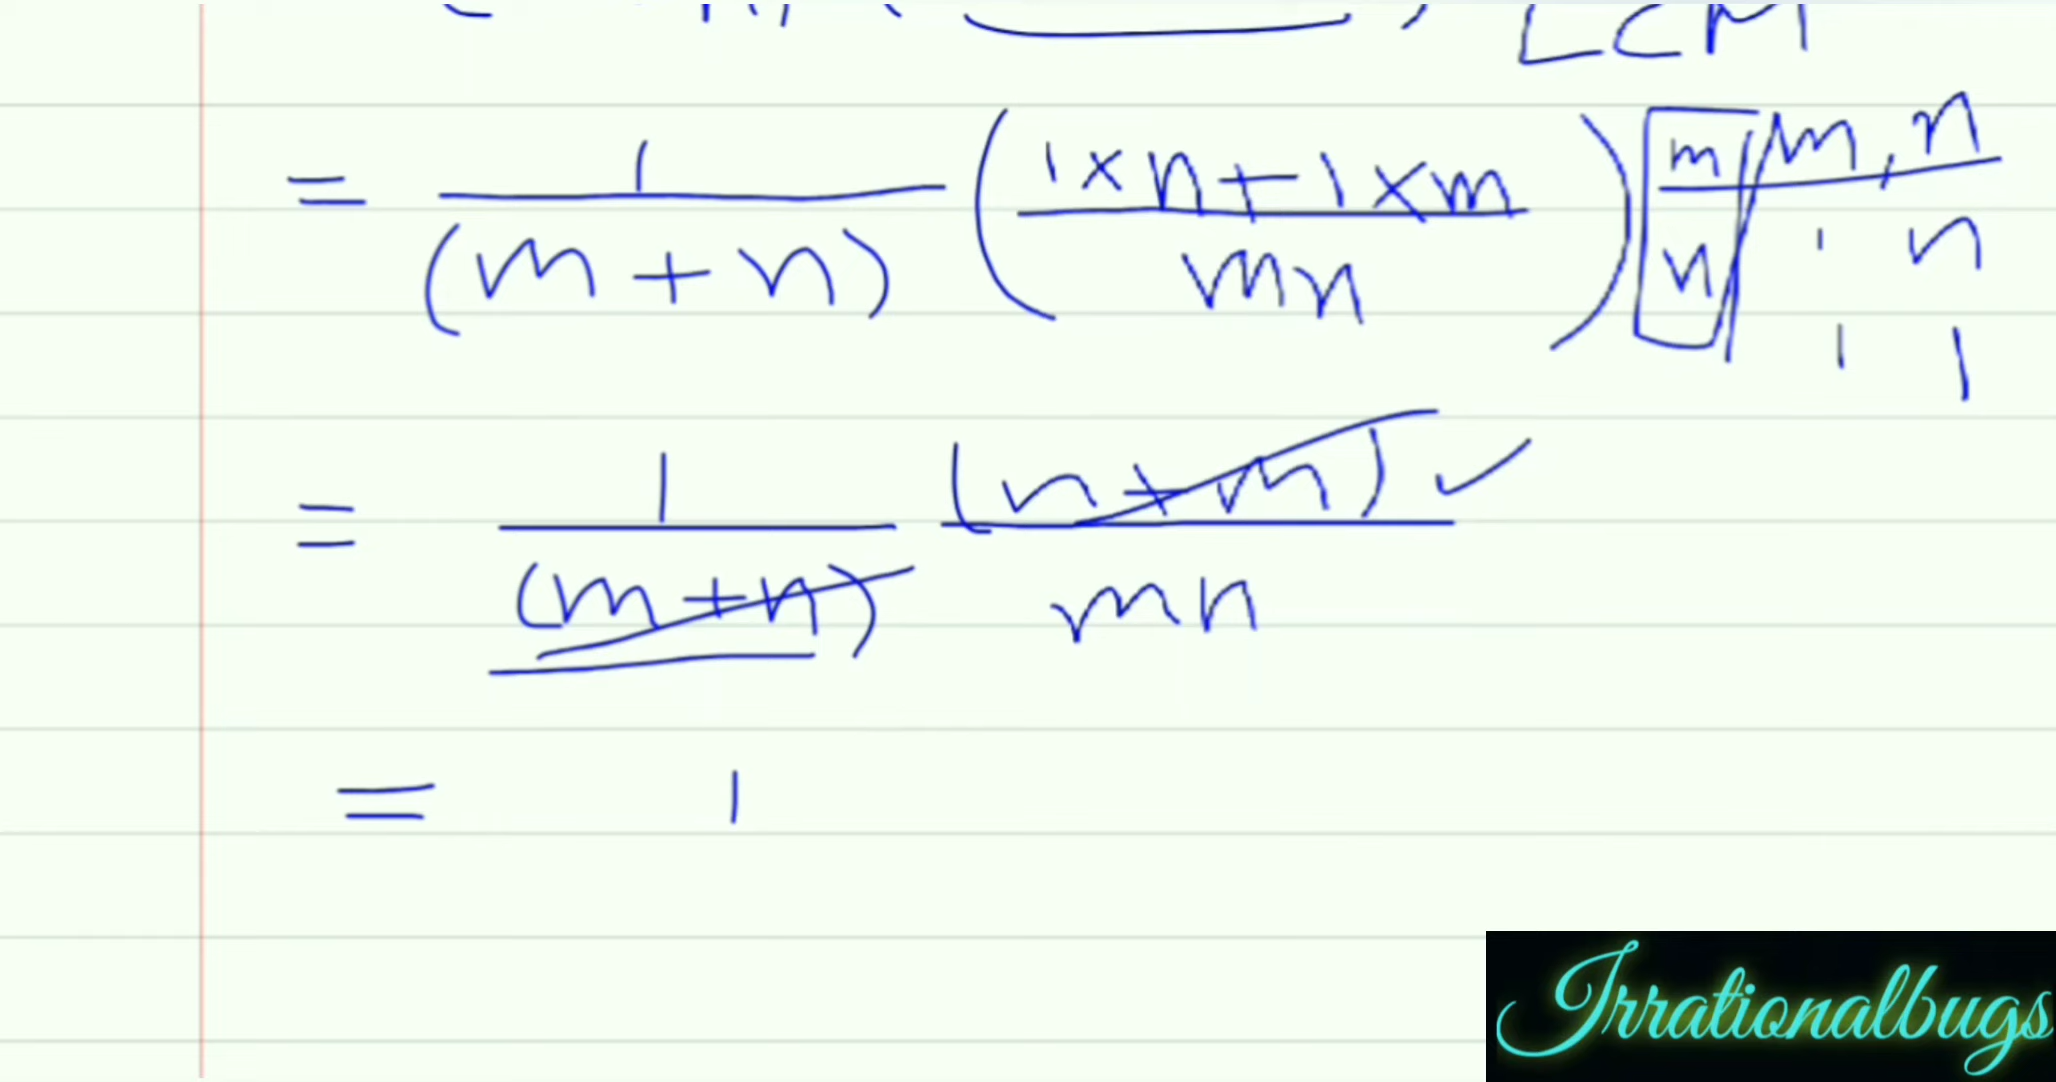 LCM
= 1/(m+n) ( (1×n+1×m)/mn ) m | m, n
n | 1 n
1 1
= 1/(m+n) (n+m)/mn ✓
= 1
Irrationalbugs